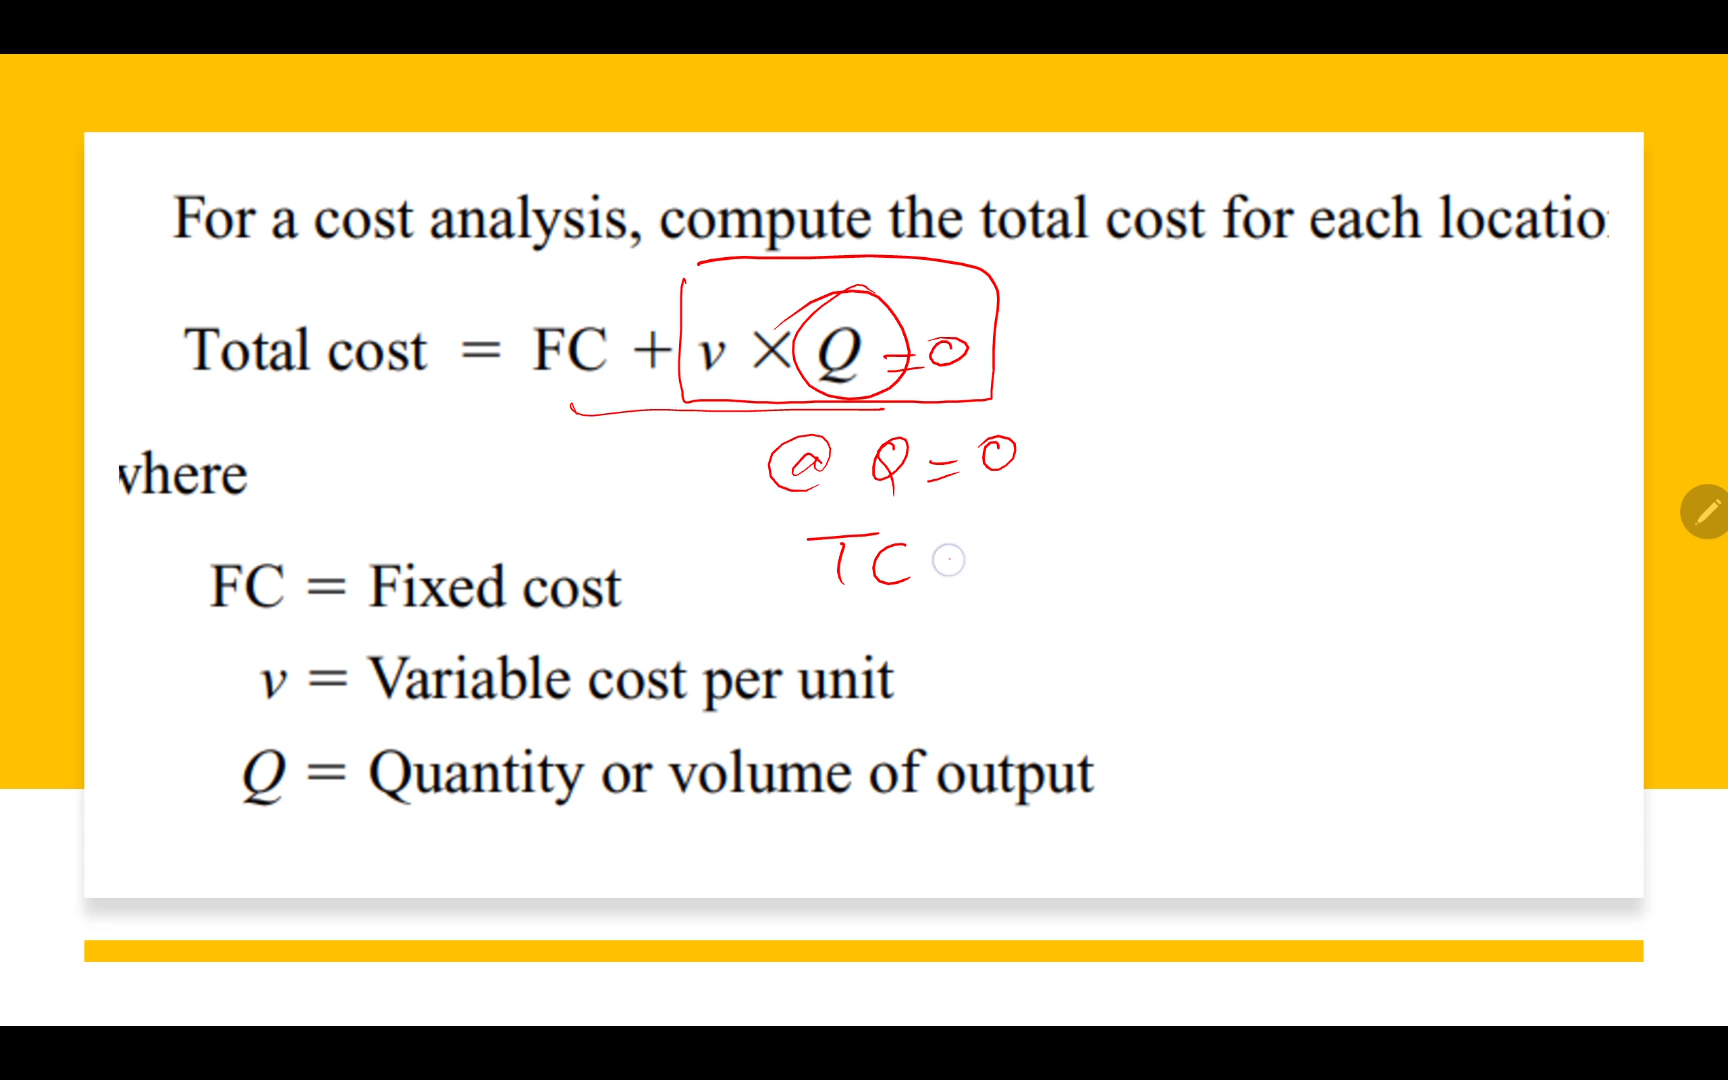 For a cost analysis, compute the total cost for each locatio
Total cost = FC + v × Q = 0
@ Q = 0
where
TC
FC = Fixed cost
v = Variable cost per unit
Q = Quantity or volume of output